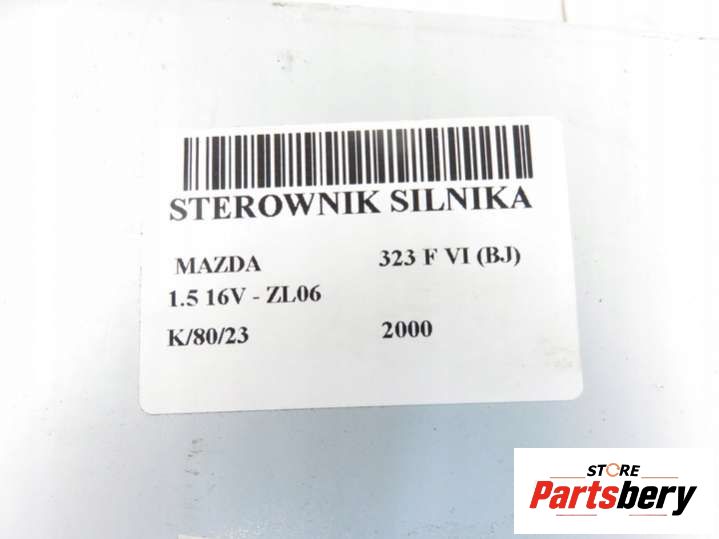 STEROWNIK SILNIKA
MAZDA 323 F VI (BJ)
1.5 16V - ZL06
K/80/23 2000
STORE
Partsbery